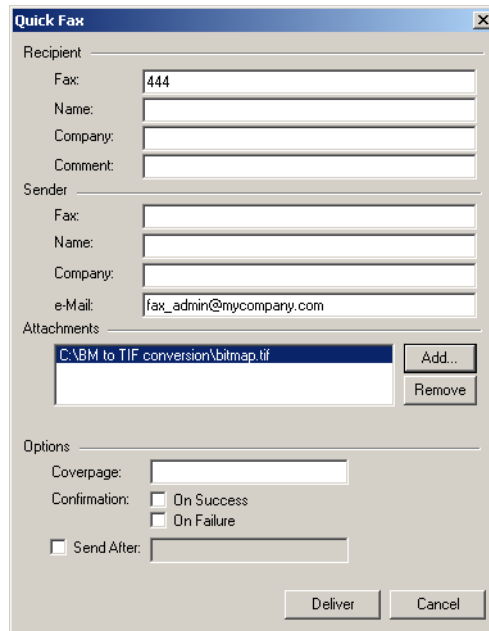 Quick Fax
Recipient
Fax: 444
Name:
Company:
Comment:
Sender
Fax:
Name:
Company:
e-Mail: fax_admin@mycompany.com
Attachments
C:\BM to TIF conversion\bitmap.tif
Add...
Remove
Options
Coverpage:
Confirmation: On Success
On Failure
Send After:
Deliver Cancel